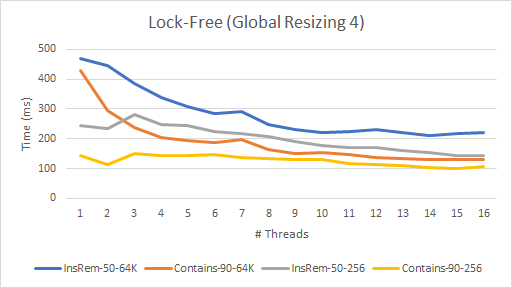 Lock-Free (Global Resizing 4)
500
400
300
200
100
0
Time (ms)
1 2 3 4 5 6 7 8 9 10 11 12 13 14 15 16
# Threads
InsRem-50-64K Contains-90-64K InsRem-50-256 Contains-90-256